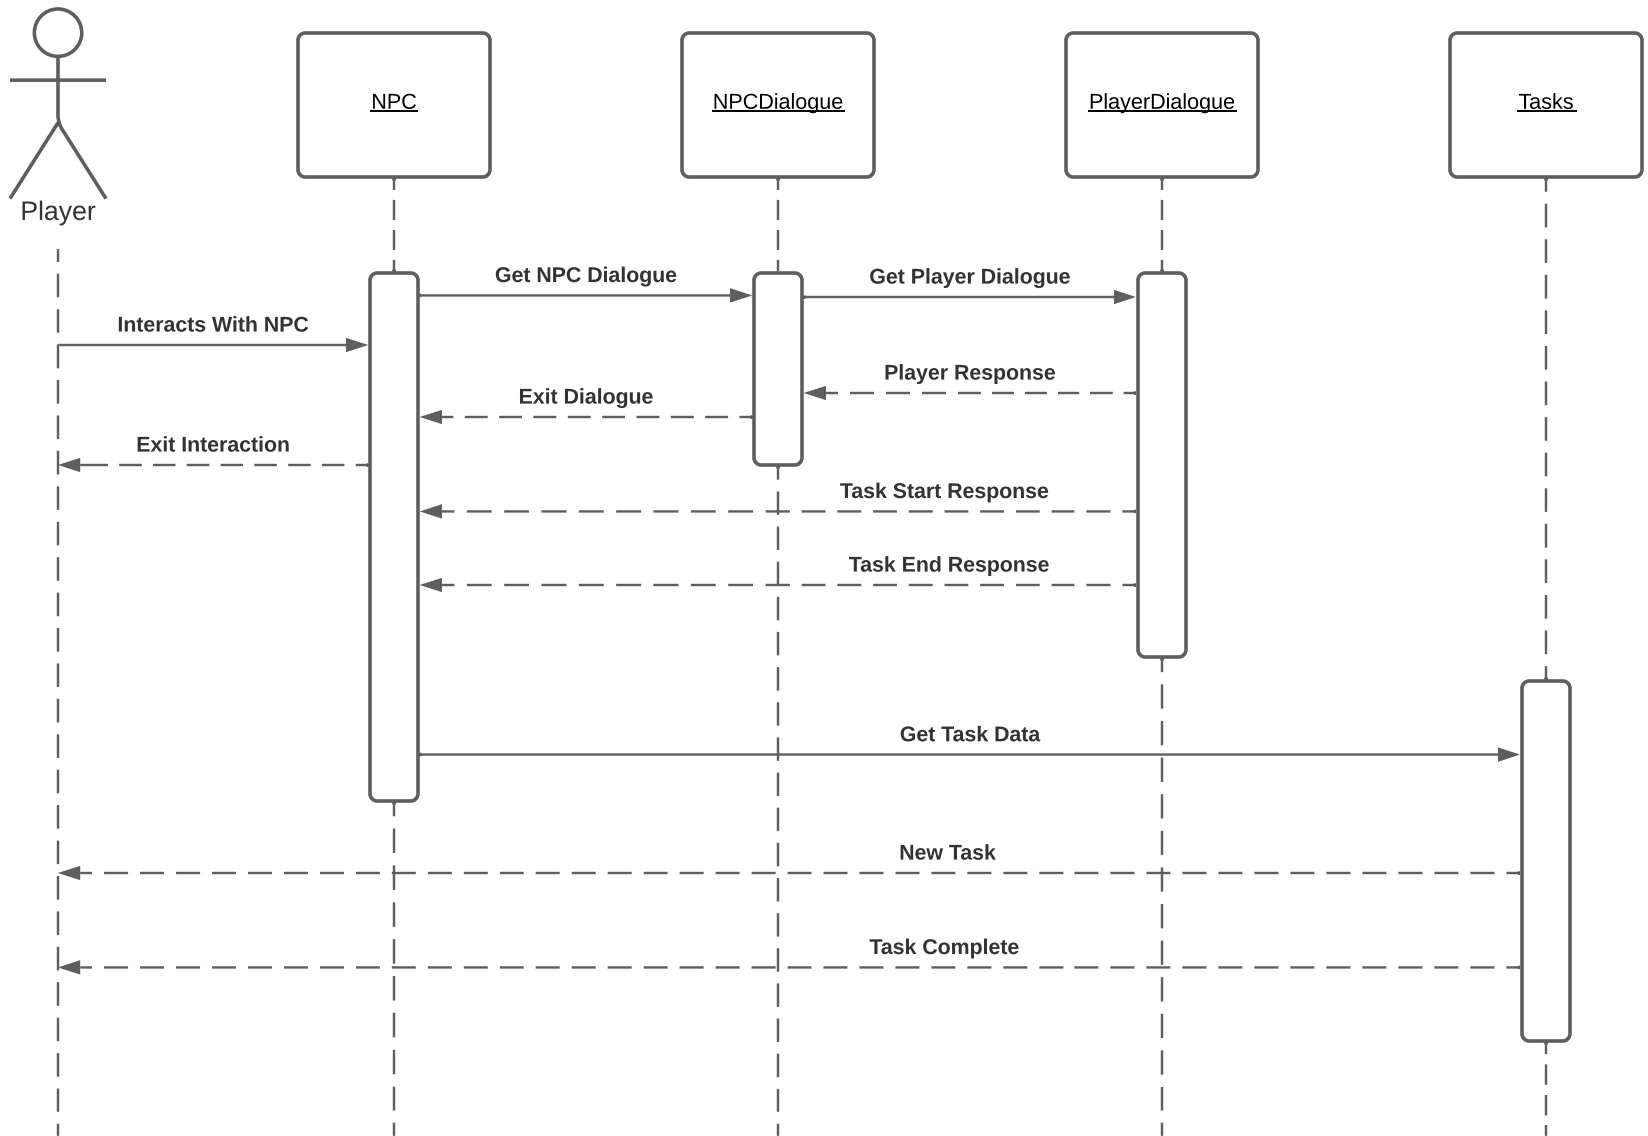 NPC
NPCDialogue
PlayerDialogue
Tasks
Player
Get NPC Dialogue
Get Player Dialogue
Interacts With NPC
Player Response
Exit Dialogue
Exit Interaction
Task Start Response
Task End Response
Get Task Data
New Task
Task Complete